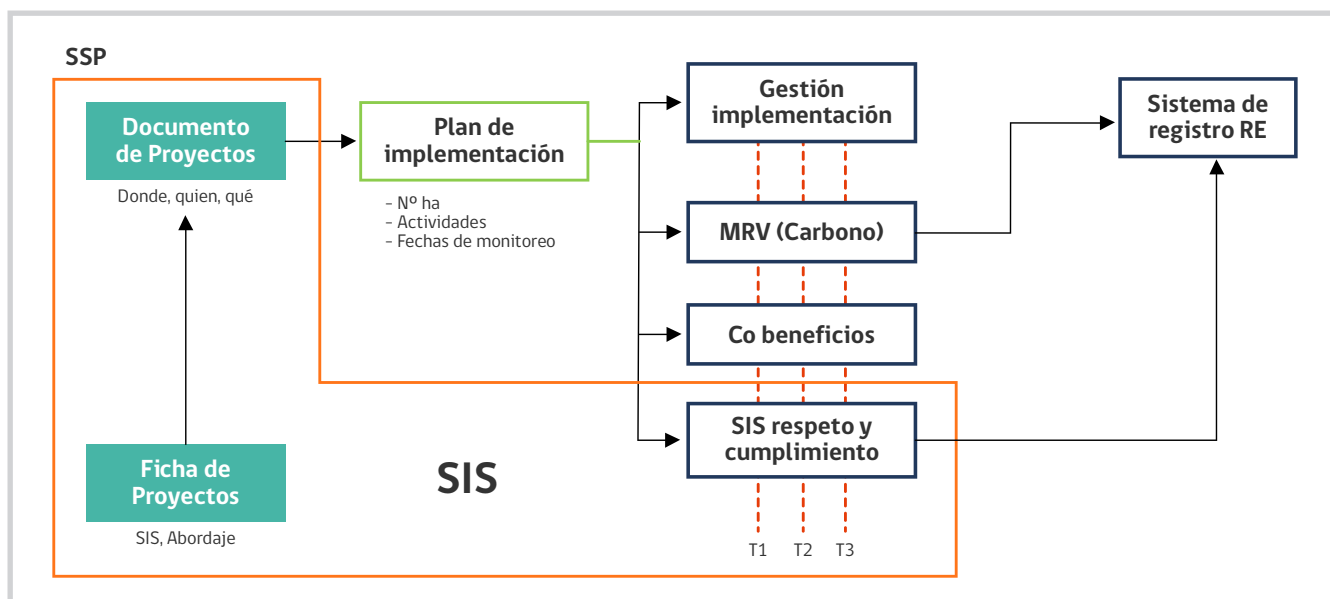 SSP
Documento
de Proyectos
Donde, quien, qué
Ficha de
Proyectos
SIS, Abordaje
Plan de
implementación
- Nº ha
- Actividades
- Fechas de monitoreo
SIS
Gestión
implementación
MRV (Carbono)
Co beneficios
SIS respeto y
cumplimiento
T1 T2 T3
Sistema de
registro RE